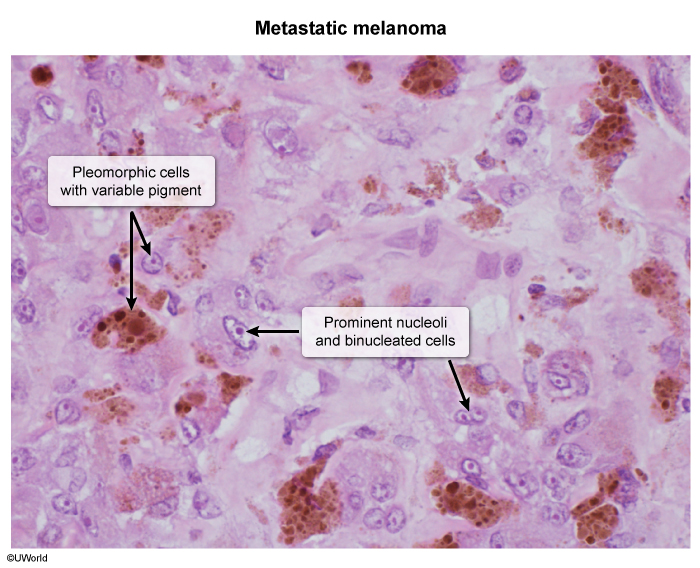 Metastatic melanoma
Pleomorphic cells
with variable pigment
Prominent nucleoli
and binucleated cells
©UWorld